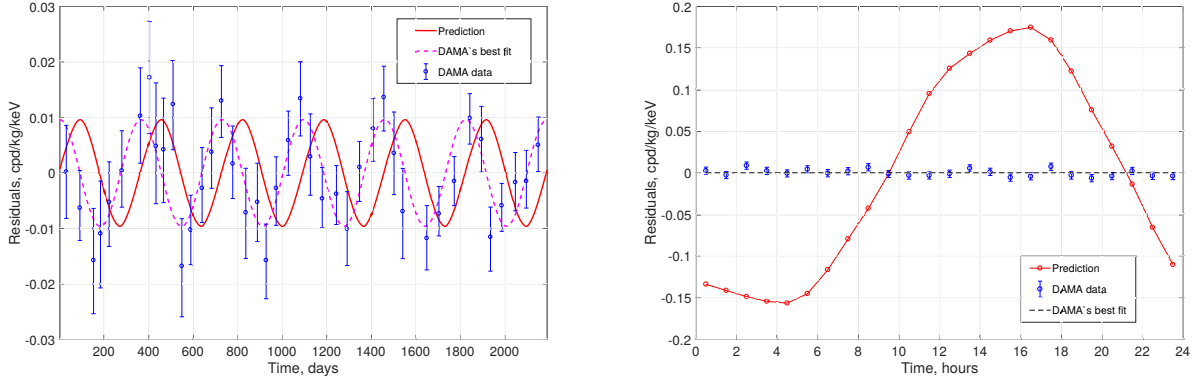 0.03
0.02
0.01
0
-0.01
-0.02
-0.03
Residuals, cpd/kg/keV
200 400 600 800 1000 1200 1400 1600 1800 2000
Time, days
Prediction
DAMA`s best fit
DAMA data
0.2
0.15
0.1
0.05
0
-0.05
-0.1
-0.15
-0.2
Residuals, cpd/kg/keV
0 2 4 6 8 10 12 14 16 18 20 22 24
Time, hours
Prediction
DAMA data
DAMA`s best fit